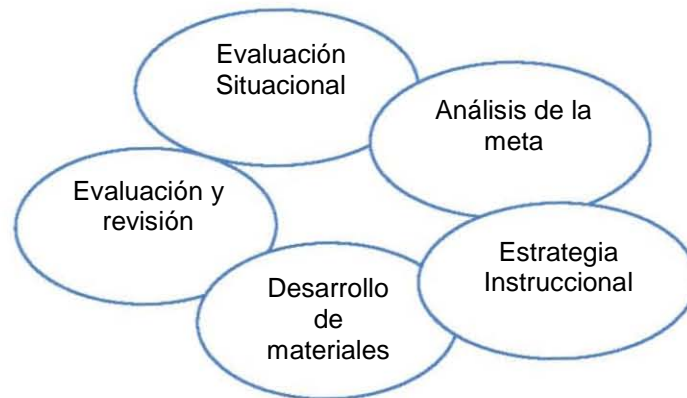 Evaluación
Situacional
Análisis de la
meta
Estrategia
Instruccional
Desarrollo
de
materiales
Evaluación y
revisión